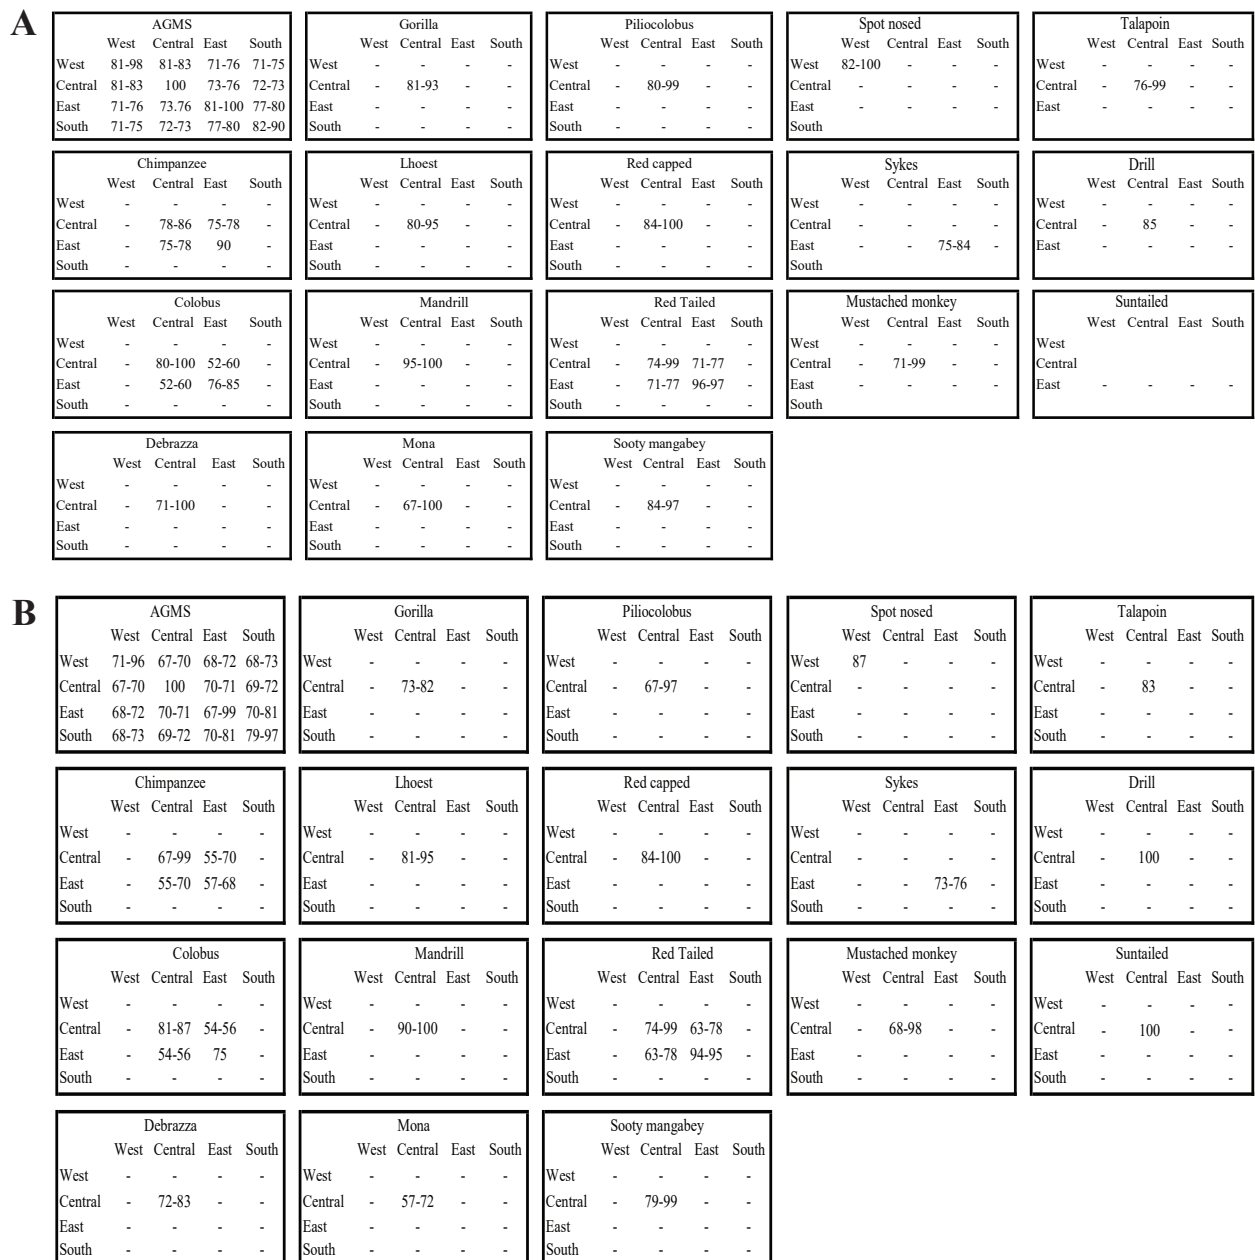 A
AGMS
West Central East South
West 81-98 81-83 71-76 71-75
Central 81-83 100 73-76 72-73
East 71-76 73.76 81-100 77-80
South 71-75 72-73 77-80 82-90
Gorilla
West Central East South
West - - - -
Central - 81-93 - -
East - - - -
South - - - -
Piliocolobus
West Central East South
West - - - -
Central - 80-99 - -
East - - - -
South - - - -
Spot nosed
West Central East South
West 82-100 - - -
Central - - - -
East - - - -
South
Talapoin
West Central East South
West - - - -
Central - 76-99 - -
East - - - -
Chimpanzee
West Central East South
West - - - -
Central - 78-86 75-78 -
East - 75-78 90 -
South - - - -
Lhoest
West Central East South
West - - - -
Central - 80-95 - -
East - - - -
South - - - -
Red capped
West Central East South
West - - - -
Central - 84-100 - -
East - - - -
South - - - -
Sykes
West Central East South
West - - - -
Central - - - -
East - - 75-84 -
South
Drill
West Central East South
West - - - -
Central - 85 - -
East - - - -
Colobus
West Central East South
West - - - -
Central - 80-100 52-60 -
East - 52-60 76-85 -
South - - - -
Mandrill
West Central East South
West - - - -
Central - 95-100 - -
East - - - -
South - - - -
Red Tailed
West Central East South
West - - - -
Central - 74-99 71-77 -
East - 71-77 96-97 -
South - - - -
Mustached monkey
West Central East South
West - - - -
Central - 71-99 - -
East - - - -
South
Suntailed
West Central East South
West
Central
East - - - -
Debrazza
West Central East South
West - - - -
Central - 71-100 - -
East - - - -
South - - - -
Mona
West Central East South
West - - - -
Central - 67-100 - -
East - - - -
South - - - -
Sooty mangabey
West Central East South
West - - - -
Central - 84-97 - -
East - - - -
South - - - -
B
AGMS
West Central East South
West 71-96 67-70 68-72 68-73
Central 67-70 100 70-71 69-72
East 68-72 70-71 67-99 70-81
South 68-73 69-72 70-81 79-97
Gorilla
West Central East South
West - - - -
Central - 73-82 - -
East - - - -
South - - - -
Piliocolobus
West Central East South
West - - - -
Central - 67-97 - -
East - - - -
South - - - -
Spot nosed
West Central East South
West 87 - - -
Central - - - -
East - - - -
South - - - -
Talapoin
West Central East South
West - - - -
Central - 83 - -
East - - - -
South - - - -
Chimpanzee
West Central East South
West - - - -
Central - 67-99 55-70 -
East - 55-70 57-68 -
South - - - -
Lhoest
West Central East South
West - - - -
Central - 81-95 - -
East - - - -
South - - - -
Red capped
West Central East South
West - - - -
Central - 84-100 - -
East - - - -
South - - - -
Sykes
West Central East South
West - - - -
Central - - - -
East - - 73-76 -
South - - - -
Drill
West Central East South
West - - - -
Central - 100 - -
East - - - -
South - - - -
Colobus
West Central East South
West - - - -
Central - 81-87 54-56 -
East - 54-56 75 -
South - - - -
Mandrill
West Central East South
West - - - -
Central - 90-100 - -
East - - - -
South - - - -
Red Tailed
West Central East South
West - - - -
Central - 74-99 63-78 -
East - 63-78 94-95 -
South - - - -
Mustached monkey
West Central East South
West - - - -
Central - 68-98 - -
East - - - -
South - - - -
Suntailed
West Central East South
West - - - -
Central - 100 - -
East - - - -
South - - - -
Debrazza
West Central East South
West - - - -
Central - 72-83 - -
East - - - -
South - - - -
Mona
West Central East South
West - - - -
Central - 57-72 - -
East - - - -
South - - - -
Sooty mangabey
West Central East South
West - - - -
Central - 79-99 - -
East - - - -
South - - - -